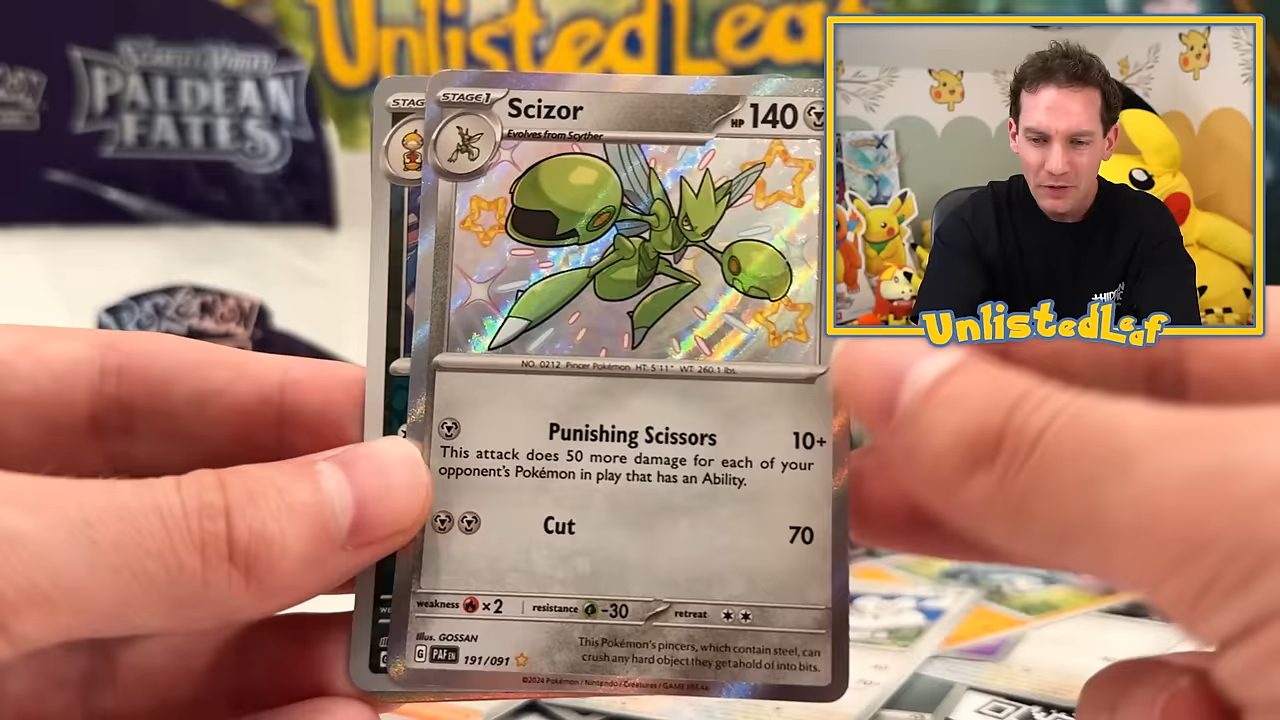 UnlistedLeaf
SCARLET & VIOLET
PALDEAN
FATES
POKÉMON
STAG
STAGE 1
Scizor
HP 140
Evolves from Scyther
NO. 0212 Pincer Pokémon HT: 5'11" WT: 260.1 lbs.
Punishing Scissors 10+
This attack does 50 more damage for each of your
opponent's Pokémon in play that has an Ability.
Cut 70
weakness ×2 resistance -30 retreat
Illus. GOSSAN
G PAF EN 191/091
This Pokémon's pincers, which contain steel, can
crush any hard object they get ahold of into bits.
©2024 Pokémon / Nintendo / Creatures / GAME FREAK
UnlistedLeaf